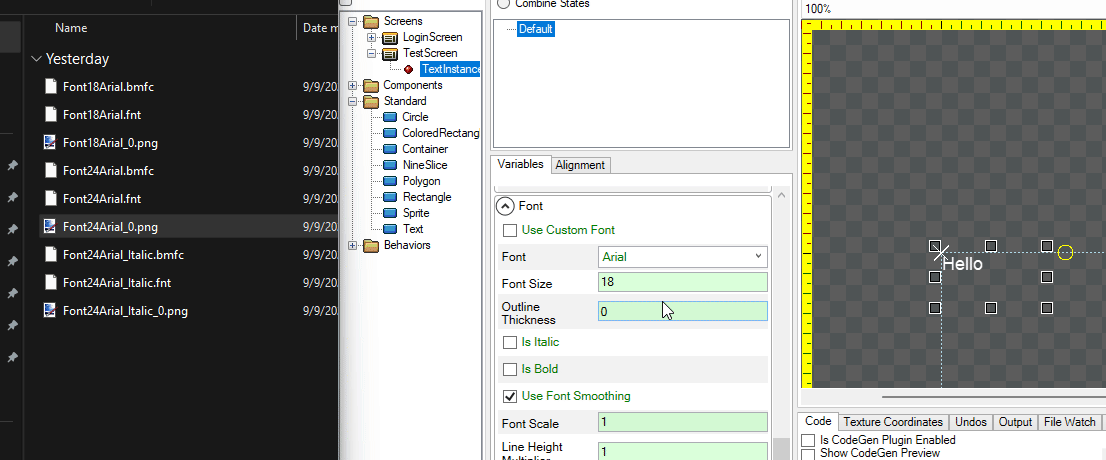 Name
Date m
Yesterday
Font18Arial.bmfc
9/9/20
Font18Arial.fnt
9/9/20
Font18Arial_0.png
9/9/20
Font24Arial.bmfc
9/9/20
Font24Arial.fnt
9/9/20
Font24Arial_0.png
9/9/20
Font24Arial_Italic.bmfc
9/9/20
Font24Arial_Italic.fnt
9/9/20
Font24Arial_Italic_0.png
9/9/20
Screens
LoginScreen
TestScreen
TextInstance
Components
Standard
Circle
ColoredRectang
Container
NineSlice
Polygon
Rectangle
Sprite
Text
Behaviors
Combine States
Default
Variables
Alignment
Font
Use Custom Font
Font
Arial
Font Size
18
Outline
Thickness
0
Is Italic
Is Bold
Use Font Smoothing
Font Scale
1
Line Height
Multiplier
1
100%
Hello
Code
Texture Coordinates
Undos
Output
File Watch
Is CodeGen Plugin Enabled
Show CodeGen Preview